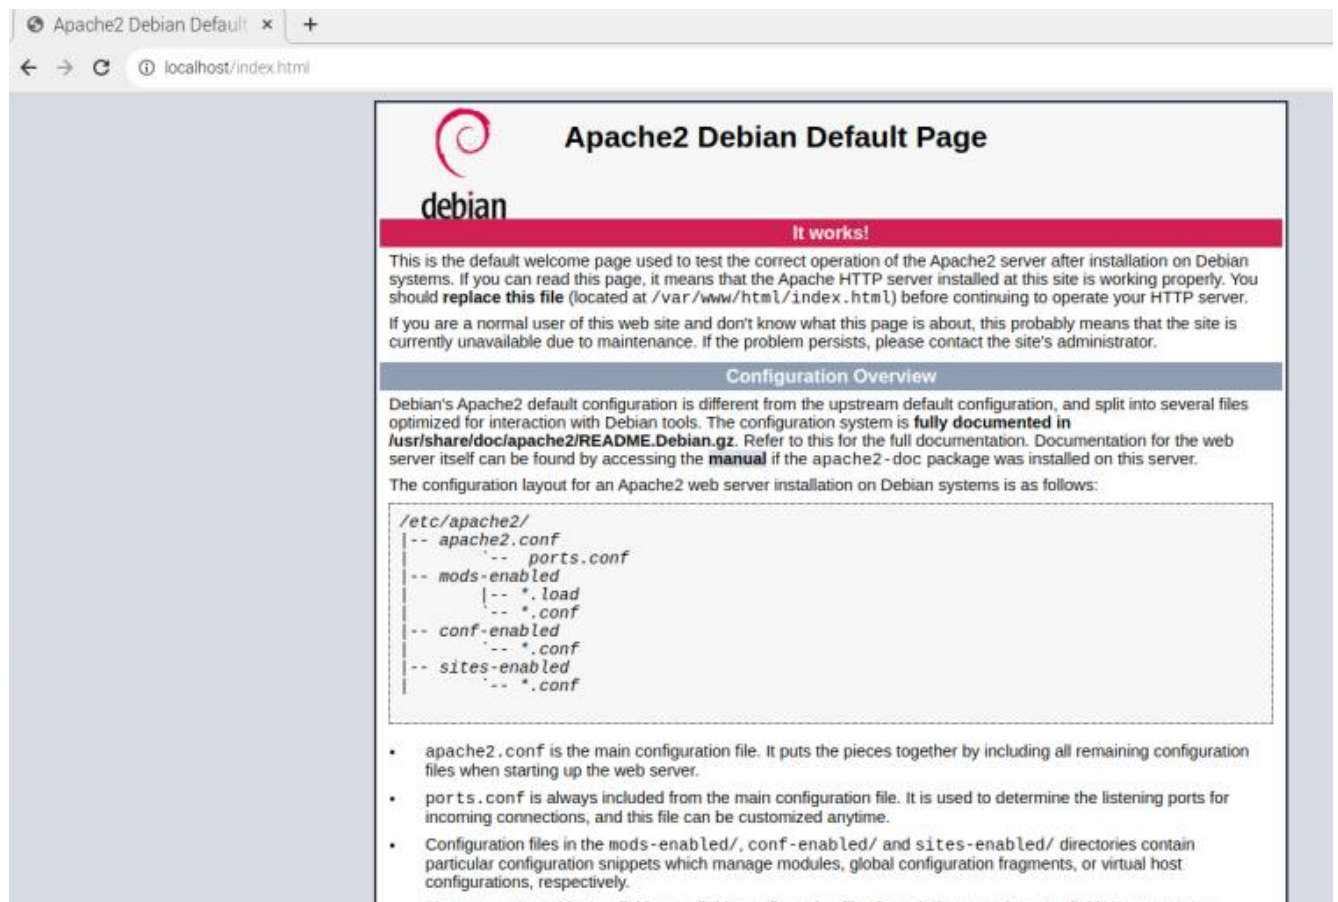 Apache2 Debian Default × +
localhost/index.html
Apache2 Debian Default Page
debian
It works!
This is the default welcome page used to test the correct operation of the Apache2 server after installation on Debian
systems. If you can read this page, it means that the Apache HTTP server installed at this site is working properly. You
should replace this file (located at /var/www/html/index.html) before continuing to operate your HTTP server.
If you are a normal user of this web site and don't know what this page is about, this probably means that the site is
currently unavailable due to maintenance. If the problem persists, please contact the site's administrator.
Configuration Overview
Debian's Apache2 default configuration is different from the upstream default configuration, and split into several files
optimized for interaction with Debian tools. The configuration system is fully documented in
/usr/share/doc/apache2/README.Debian.gz. Refer to this for the full documentation. Documentation for the web
server itself can be found by accessing the manual if the apache2-doc package was installed on this server.
The configuration layout for an Apache2 web server installation on Debian systems is as follows:
/etc/apache2/
|-- apache2.conf
|       `--  ports.conf
|-- mods-enabled
|       |-- *.load
|       `-- *.conf
|-- conf-enabled
|       `-- *.conf
|-- sites-enabled
|       `-- *.conf
• apache2.conf is the main configuration file. It puts the pieces together by including all remaining configuration
files when starting up the web server.
• ports.conf is always included from the main configuration file. It is used to determine the listening ports for
incoming connections, and this file can be customized anytime.
• Configuration files in the mods-enabled/, conf-enabled/ and sites-enabled/ directories contain
particular configuration snippets which manage modules, global configuration fragments, or virtual host
configurations, respectively.